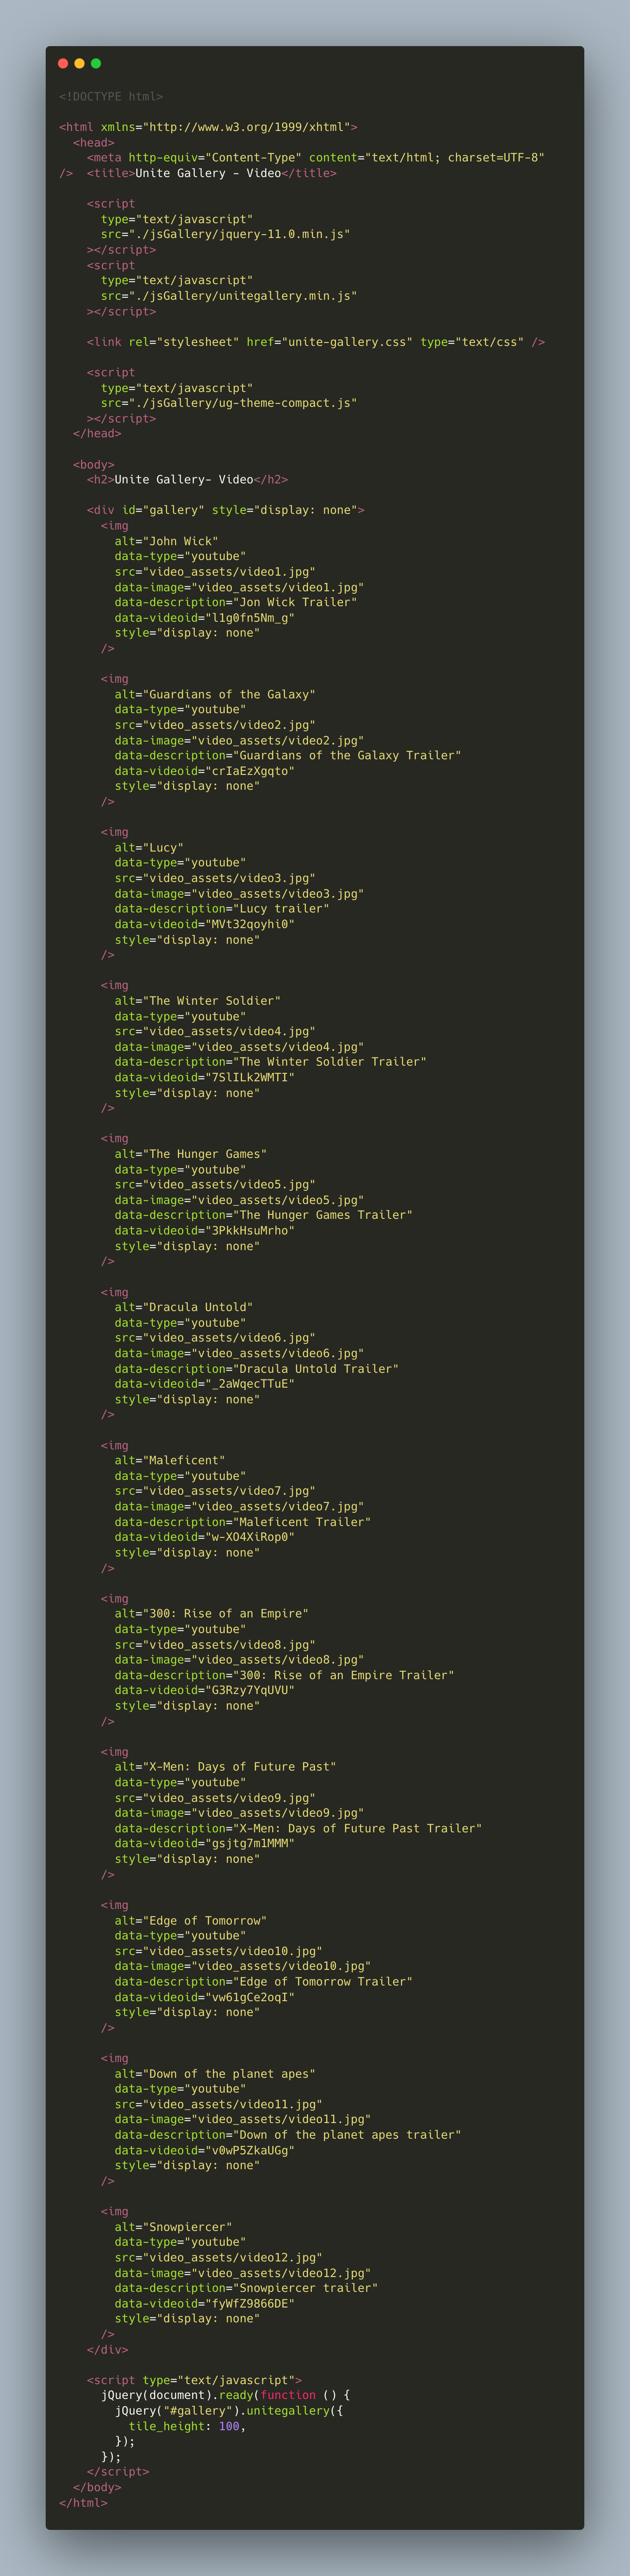 <!DOCTYPE html>
<html xmlns="http://www.w3.org/1999/xhtml">
<head>
<meta http-equiv="Content-Type" content="text/html; charset=UTF-8"
/> <title>Unite Gallery - Video</title>
<script
type="text/javascript"
src="./jsGallery/jquery-11.0.min.js"
></script>
<script
type="text/javascript"
src="./jsGallery/unitegallery.min.js"
></script>
<link rel="stylesheet" href="unite-gallery.css" type="text/css" />
<script
type="text/javascript"
src="./jsGallery/ug-theme-compact.js"
></script>
</head>
<body>
<h2>Unite Gallery- Video</h2>
<div id="gallery" style="display: none">
<img
alt="John Wick"
data-type="youtube"
src="video_assets/video1.jpg"
data-image="video_assets/video1.jpg"
data-description="Jon Wick Trailer"
data-videoid="l1g0fn5Nm_g"
style="display: none"
/>
<img
alt="Guardians of the Galaxy"
data-type="youtube"
src="video_assets/video2.jpg"
data-image="video_assets/video2.jpg"
data-description="Guardians of the Galaxy Trailer"
data-videoid="crIaEzXgqto"
style="display: none"
/>
<img
alt="Lucy"
data-type="youtube"
src="video_assets/video3.jpg"
data-image="video_assets/video3.jpg"
data-description="Lucy trailer"
data-videoid="MVt32qoyhi0"
style="display: none"
/>
<img
alt="The Winter Soldier"
data-type="youtube"
src="video_assets/video4.jpg"
data-image="video_assets/video4.jpg"
data-description="The Winter Soldier Trailer"
data-videoid="7SlILk2WMTI"
style="display: none"
/>
<img
alt="The Hunger Games"
data-type="youtube"
src="video_assets/video5.jpg"
data-image="video_assets/video5.jpg"
data-description="The Hunger Games Trailer"
data-videoid="3PkkHsuMrho"
style="display: none"
/>
<img
alt="Dracula Untold"
data-type="youtube"
src="video_assets/video6.jpg"
data-image="video_assets/video6.jpg"
data-description="Dracula Untold Trailer"
data-videoid="_2aWqecTTuE"
style="display: none"
/>
<img
alt="Maleficent"
data-type="youtube"
src="video_assets/video7.jpg"
data-image="video_assets/video7.jpg"
data-description="Maleficent Trailer"
data-videoid="w-XO4XiRop0"
style="display: none"
/>
<img
alt="300: Rise of an Empire"
data-type="youtube"
src="video_assets/video8.jpg"
data-image="video_assets/video8.jpg"
data-description="300: Rise of an Empire Trailer"
data-videoid="G3Rzy7YqUVU"
style="display: none"
/>
<img
alt="X-Men: Days of Future Past"
data-type="youtube"
src="video_assets/video9.jpg"
data-image="video_assets/video9.jpg"
data-description="X-Men: Days of Future Past Trailer"
data-videoid="gsjtg7m1MMM"
style="display: none"
/>
<img
alt="Edge of Tomorrow"
data-type="youtube"
src="video_assets/video10.jpg"
data-image="video_assets/video10.jpg"
data-description="Edge of Tomorrow Trailer"
data-videoid="vw61gCe2oqI"
style="display: none"
/>
<img
alt="Down of the planet apes"
data-type="youtube"
src="video_assets/video11.jpg"
data-image="video_assets/video11.jpg"
data-description="Down of the planet apes trailer"
data-videoid="v0wP5ZkaUGg"
style="display: none"
/>
<img
alt="Snowpiercer"
data-type="youtube"
src="video_assets/video12.jpg"
data-image="video_assets/video12.jpg"
data-description="Snowpiercer trailer"
data-videoid="fyWfZ9866DE"
style="display: none"
/>
</div>
<script type="text/javascript">
jQuery(document).ready(function () {
jQuery("#gallery").unitegallery({
tile_height: 100,
});
});
</script>
</body>
</html>